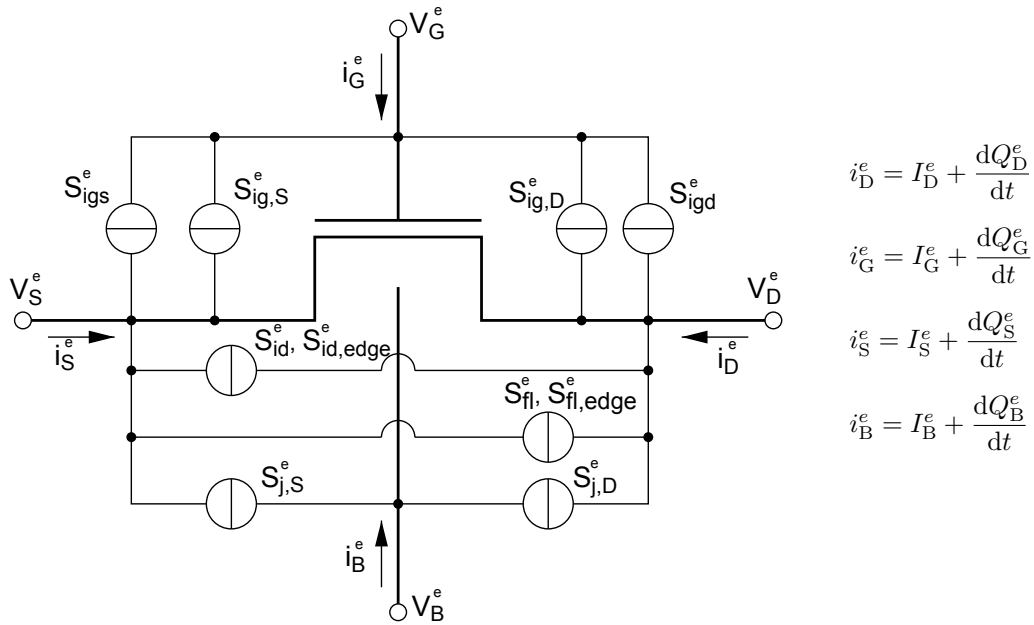 V_G^e
i_G^e
S_igs^e
S_ig,S^e
S_ig,D^e
S_igd^e
V_S^e
V_D^e
i_S^e
S_id^e, S_id,edge^e
i_D^e
S_fl^e, S_fl,edge^e
S_j,S^e
S_j,D^e
i_B^e
V_B^e
i_D^e = I_D^e + dQ_D^e/dt
i_G^e = I_G^e + dQ_G^e/dt
i_S^e = I_S^e + dQ_S^e/dt
i_B^e = I_B^e + dQ_B^e/dt